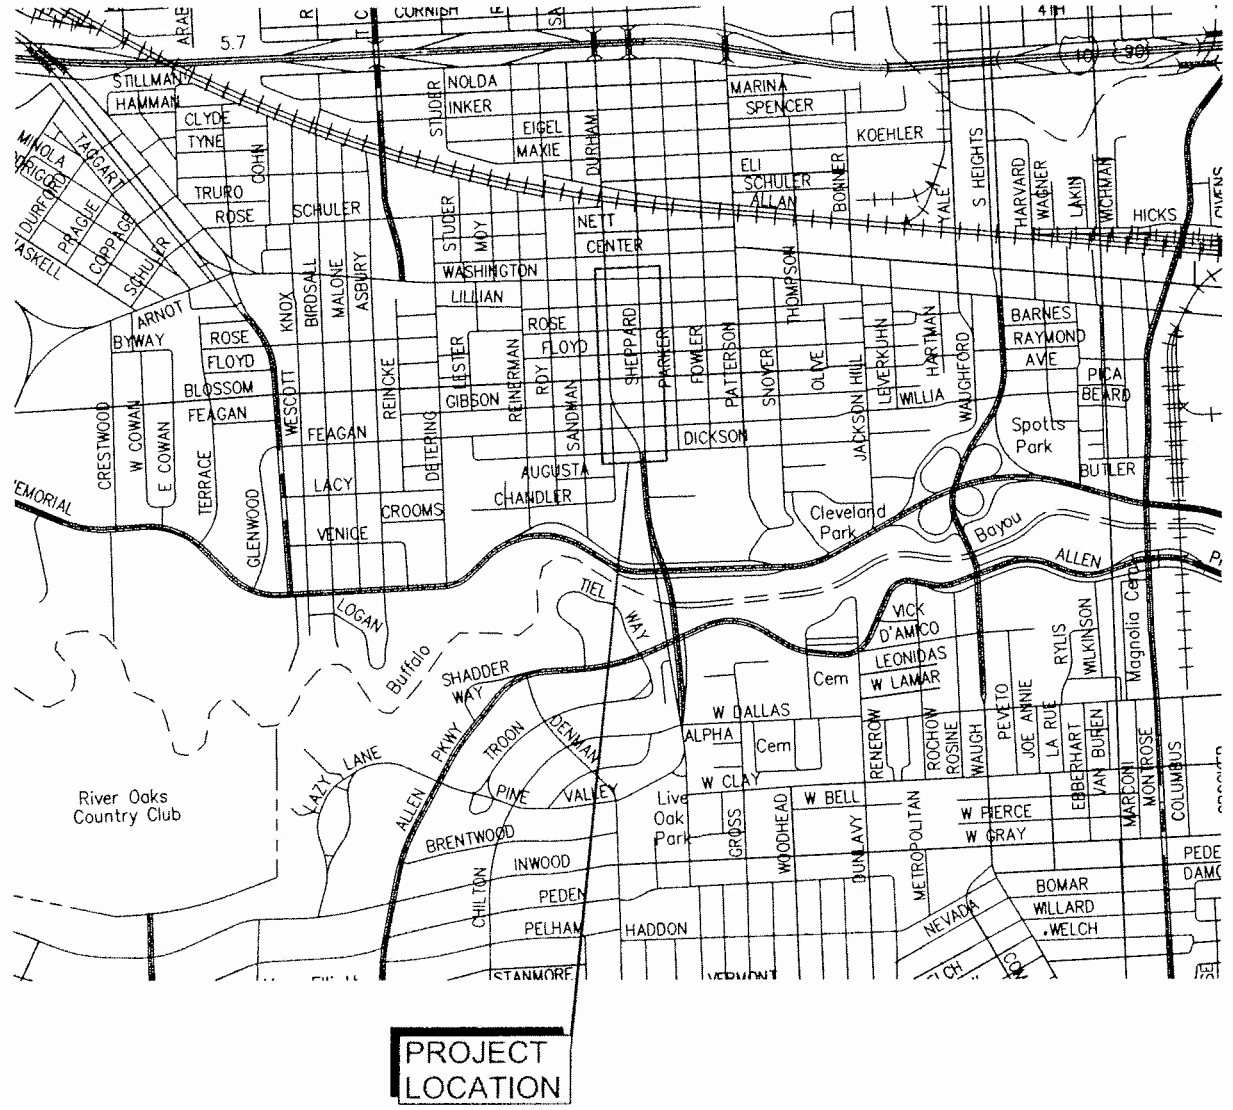 CORNISH
4TH
5.7
10
90
STILLMAN
HAMMAN
NOLDA
INKER
STUDER
MARINA
SPENCER
CLYDE
TYNE
COHN
EIGEL
MAXIE
DURHAM
KOEHLER
MINOLA
TAGGART
DURFORD
PRAGUE
COPPAGE
SCHULER
TRURO
ROSE
SCHULER
ELI
SCHULER
ALLAN
BONNER
YALE
S HEIGHTS
HARVARD
WAGNER
LAKIN
WICHMAN
HICKS
OWENS
STUDER
MOY
NETT
CENTER
WASHINGTON
LILLIAN
ARNOT
BYWAY
ROSE
FLOYD
BLOSSOM
FEAGAN
KNOX
BIRDSALL
MALONE
ASBURY
WESCOTT
REINCKE
DETERING
LESTER
GIBSON
REINERMAN
ROY
ROSE
FLOYD
SANDMAN
SHEPPARD
PARKER
FOWLER
PATTERSON
SNOVER
THOMPSON
OLIVE
JACKSON HILL
LEVERKUHN
HARTMAN
WILLIA
WAUGHFORD
BARNES
RAYMOND
AVE
PICA
BEARD
CRESTWOOD
W COWAN
E COWAN
TERRACE
GLENWOOD
FEAGAN
LACY
CROOMS
VENICE
DICKSON
AUGUSTA
CHANDLER
Spotts
Park
BUTLER
EMORIAL
Cleveland
Park
Bayou
ALLEN
P
LOGAN
Buffalo
TIEL
WAY
SHADDER
WAY
VICK
D'AMICO
LEONIDAS
W LAMAR
Cem
RYLIS
WILKINSON
Magnolia Cem
W DALLAS
ALPHA
Cem
W CLAY
RENEROW
ROCHOW
ROSINE
WAUGH
PEVETO
JOE ANNIE
LA RUE
EBBERHART
VAN BUREN
MARCONI
MONTROSE
COLUMBUS
LAZY
LANE
PKWY
ALLEN
TROON
DENMAN
PINE
VALLEY
River Oaks
Country Club
Live
Oak
Park
GROSS
WOODHEAD
W BELL
DUNLAVY
METROPOLITAN
W PIERCE
W GRAY
BRENTWOOD
INWOOD
CHILTON
PEDEN
PELHAM
HADDON
STANMORE
VERMONT
NEVADA
BOMAR
WILLARD
WELCH
PEDE
PROJECT
LOCATION